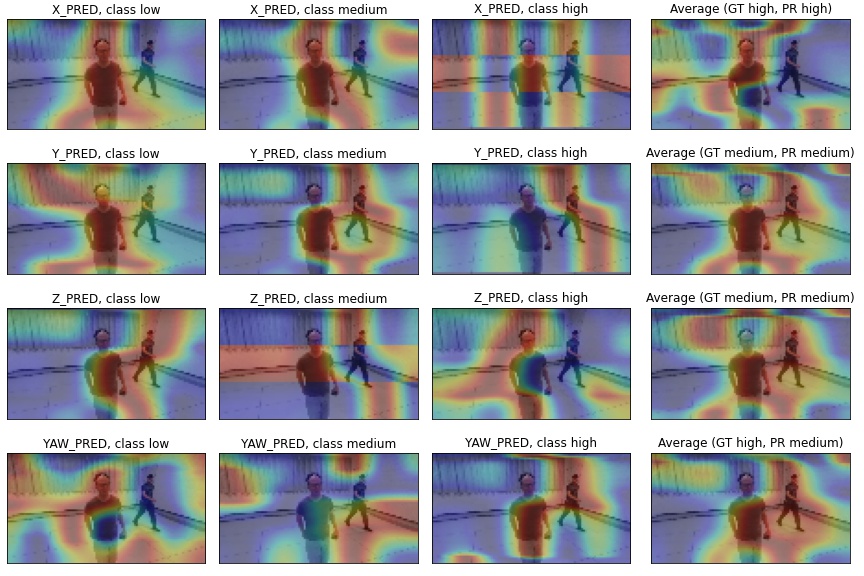 X_PRED, class low
X_PRED, class medium
X_PRED, class high
Average (GT high, PR high)
Y_PRED, class low
Y_PRED, class medium
Y_PRED, class high
Average (GT medium, PR medium)
Z_PRED, class low
Z_PRED, class medium
Z_PRED, class high
Average (GT medium, PR medium)
YAW_PRED, class low
YAW_PRED, class medium
YAW_PRED, class high
Average (GT high, PR medium)